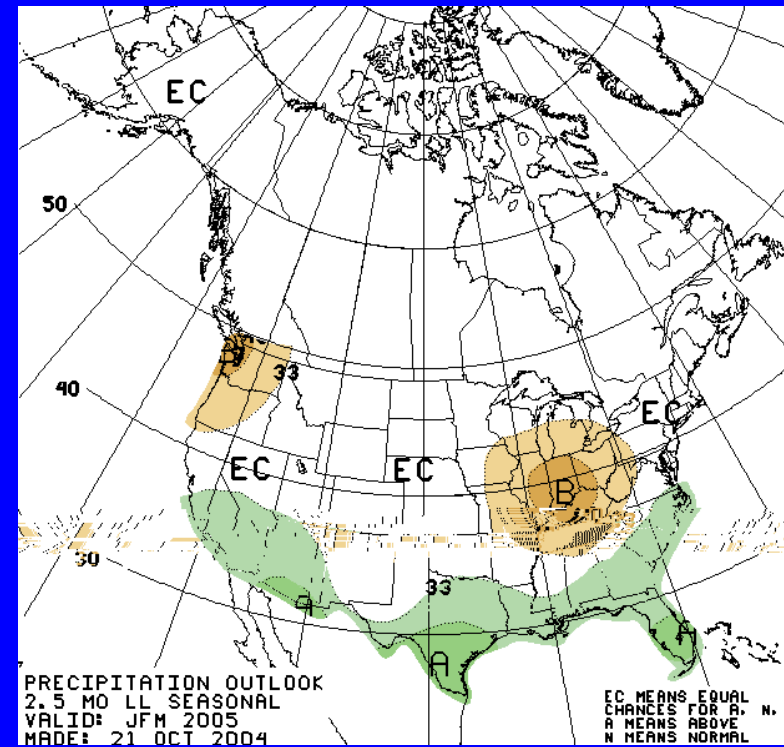 EC
50
B
33
40
EC
EC
EC
B
30
33
A
A
A
PRECIPITATION OUTLOOK
2.5 MO LL SEASONAL
VALID: JFM 2005
MADE: 21 OCT 2004
EC MEANS EQUAL
CHANCES FOR A, N,
A MEANS ABOVE
N MEANS NORMAL